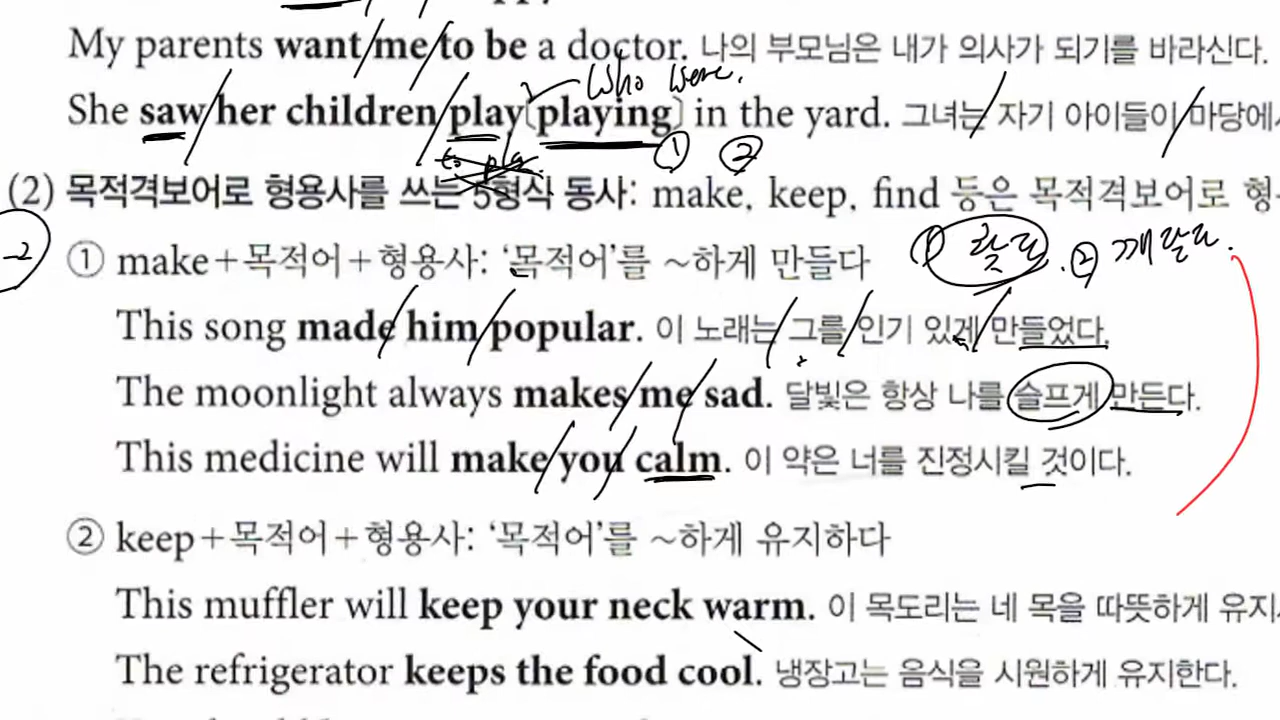 My parents want me to be a doctor. 나의 부모님은 내가 의사가 되기를 바라신다.
who were.
She saw her children play[playing] in the yard. 그녀는 자기 아이들이 마당에서
① ②
(2) 목적격보어로 형용사를 쓰는 5형식 동사: make, keep, find 등은 목적격보어로 형용
-2
① make+목적어+형용사: ‘목적어’를 ~하게 만들다 ① 찾다. ② 깨닫다.
This song made him popular. 이 노래는 그를 인기 있게 만들었다.
The moonlight always makes me sad. 달빛은 항상 나를 슬프게 만든다.
This medicine will make you calm. 이 약은 너를 진정시킬 것이다.
② keep+목적어+형용사: ‘목적어’를 ~하게 유지하다
This muffler will keep your neck warm. 이 목도리는 네 목을 따뜻하게 유지
The refrigerator keeps the food cool. 냉장고는 음식을 시원하게 유지한다.